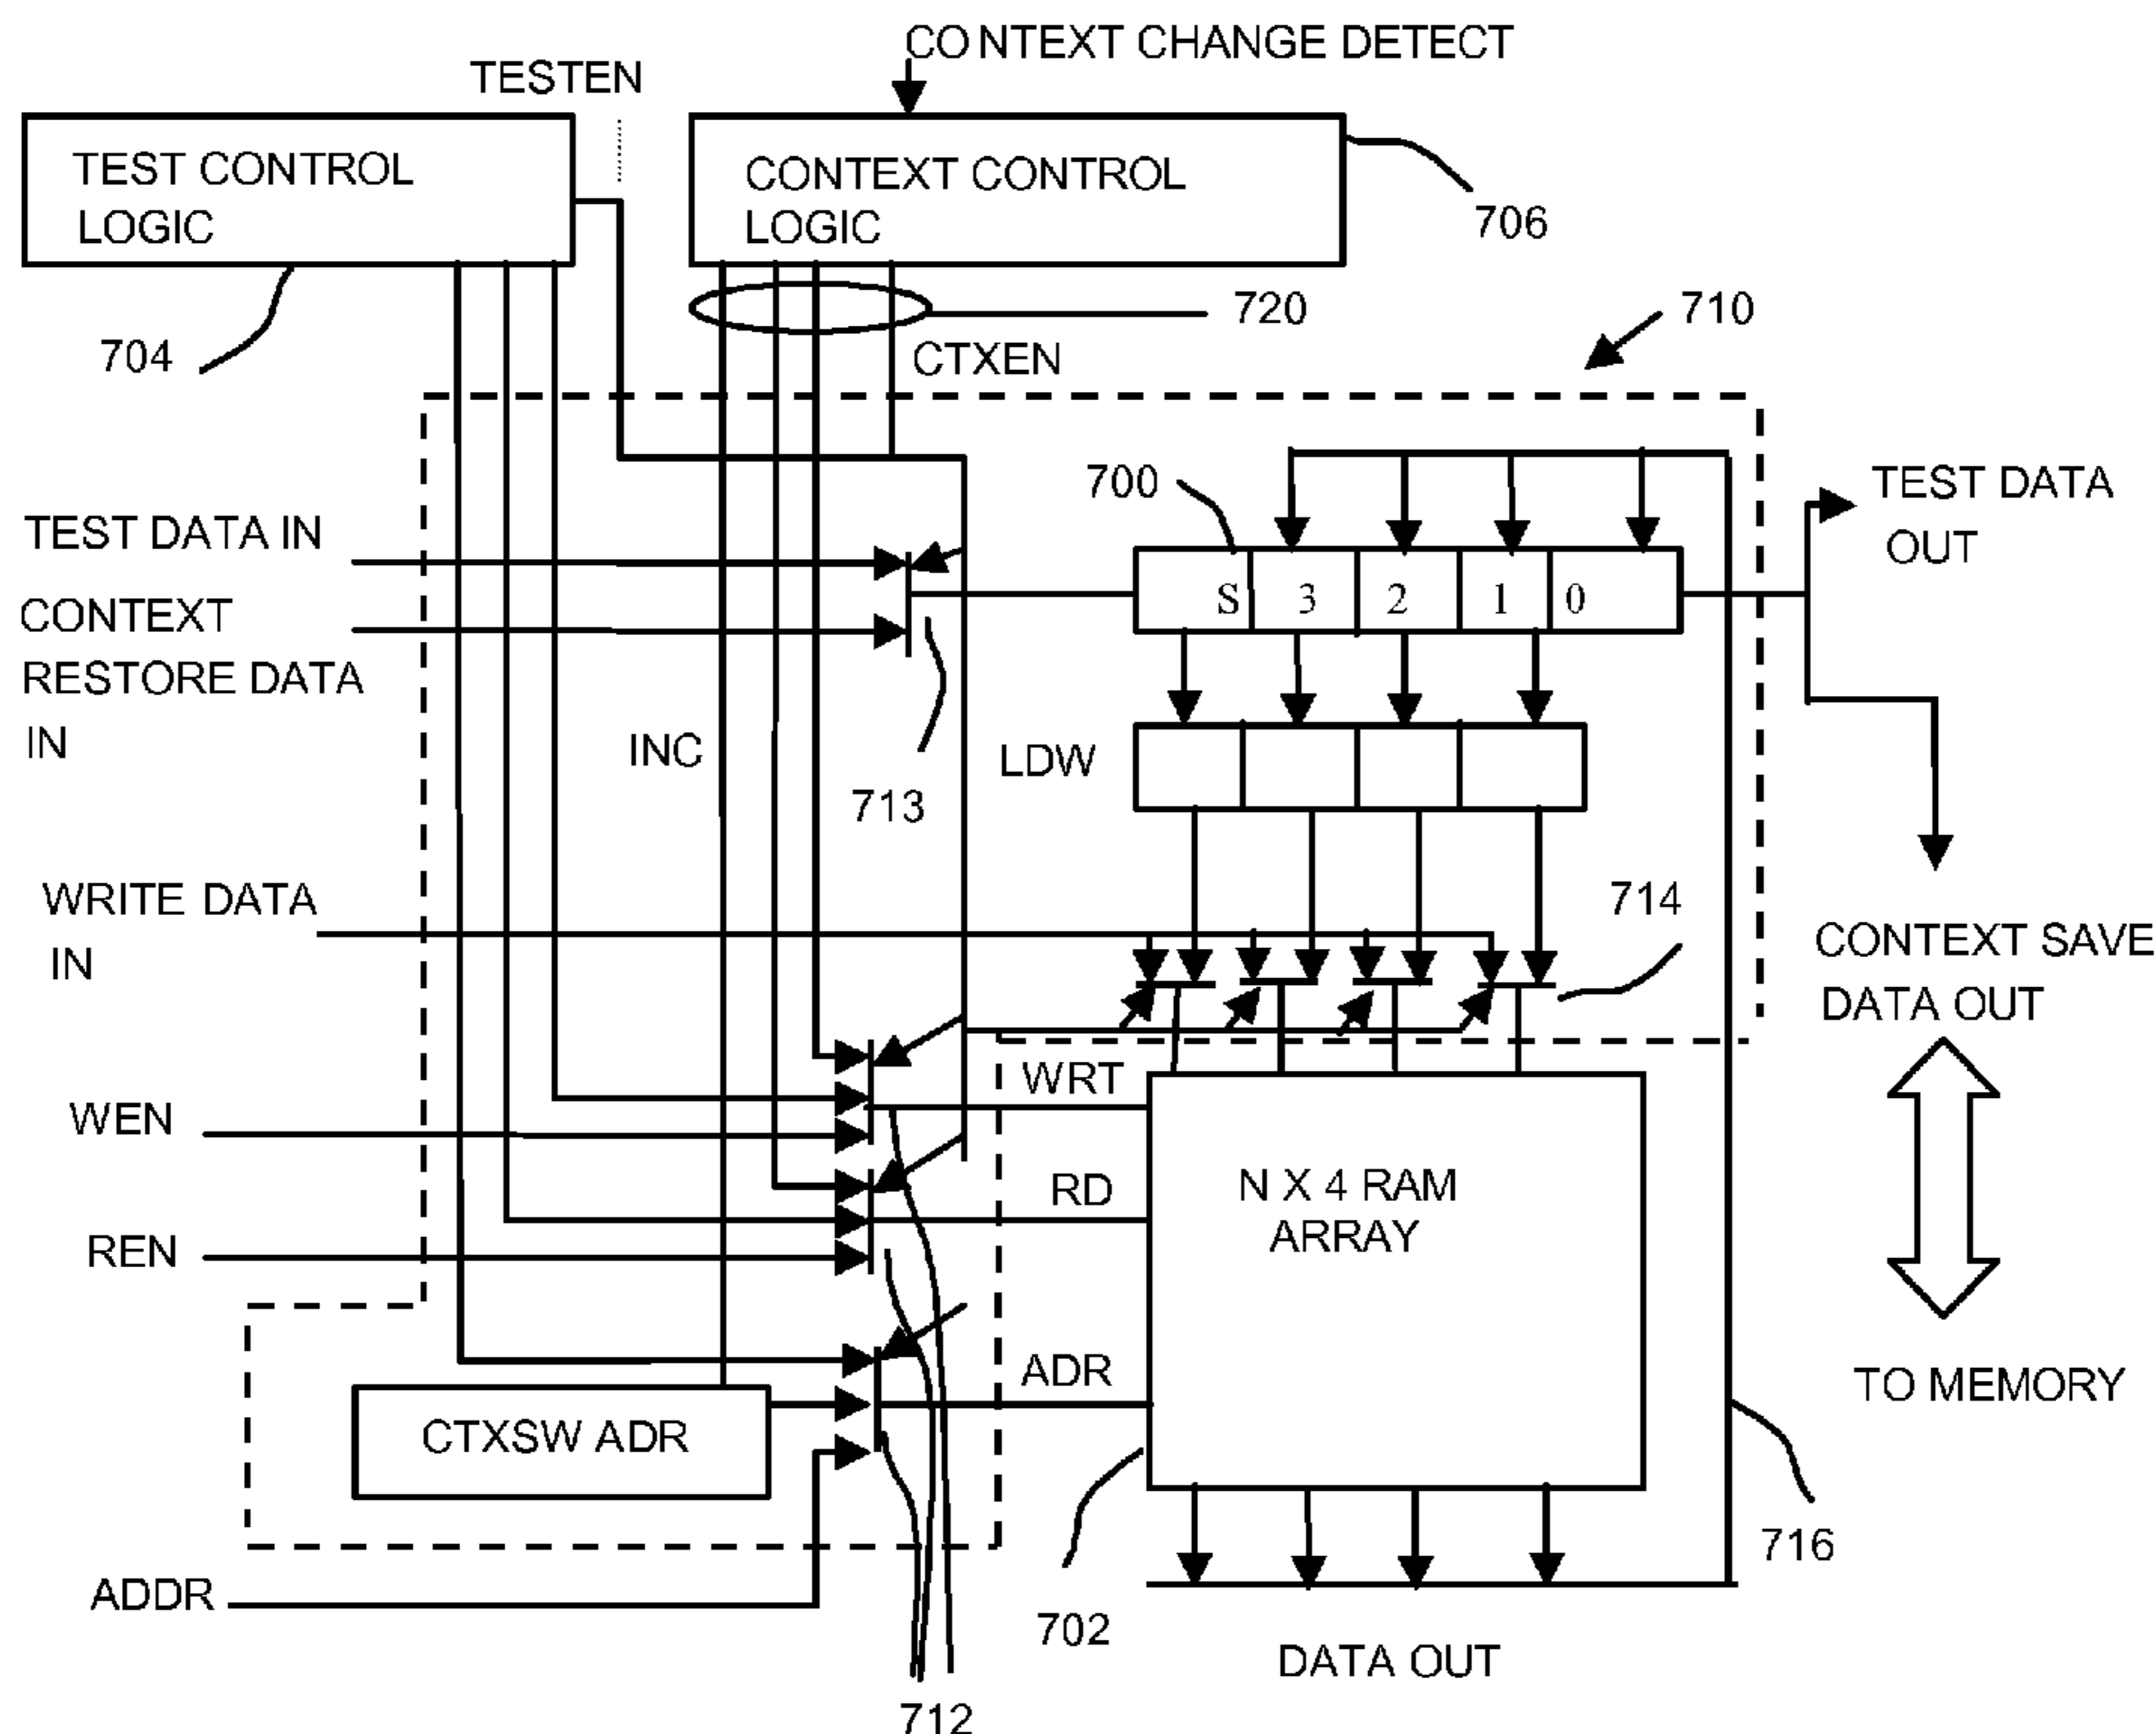 CONTEXT CHANGE DETECT
TESTEN
TEST CONTROL
LOGIC
CONTEXT CONTROL
LOGIC
706
720
710
704
CTXEN
700
TEST DATA
OUT
TEST DATA IN
CONTEXT
RESTORE DATA
IN
S 3 2 1 0
INC
LDW
713
WRITE DATA
IN
714
CONTEXT SAVE
DATA OUT
WRT
WEN
RD
N X 4 RAM
ARRAY
REN
ADR
TO MEMORY
CTXSW ADR
716
ADDR
702
DATA OUT
712